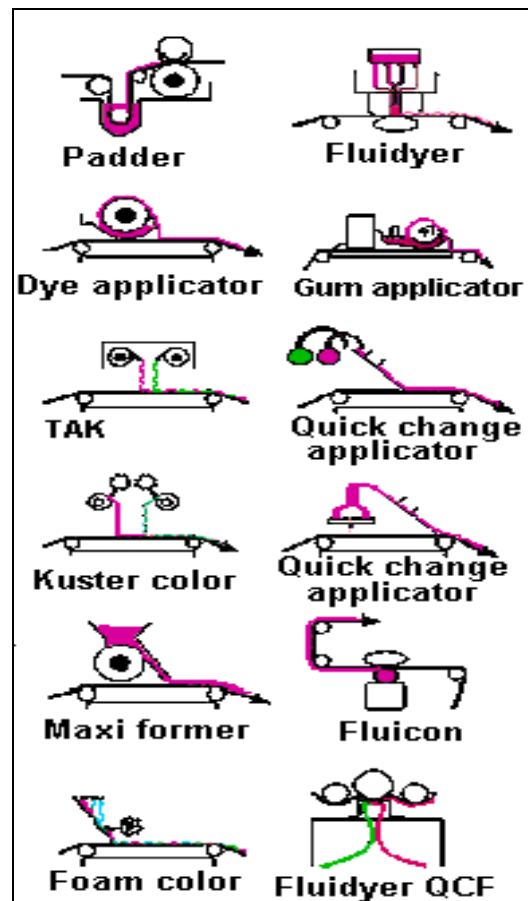 Padder
Fluidyer
Dye applicator
Gum applicator
TAK
Quick change
applicator
Kuster color
Quick change
applicator
Maxi former
Fluicon
Foam color
Fluidyer QCF